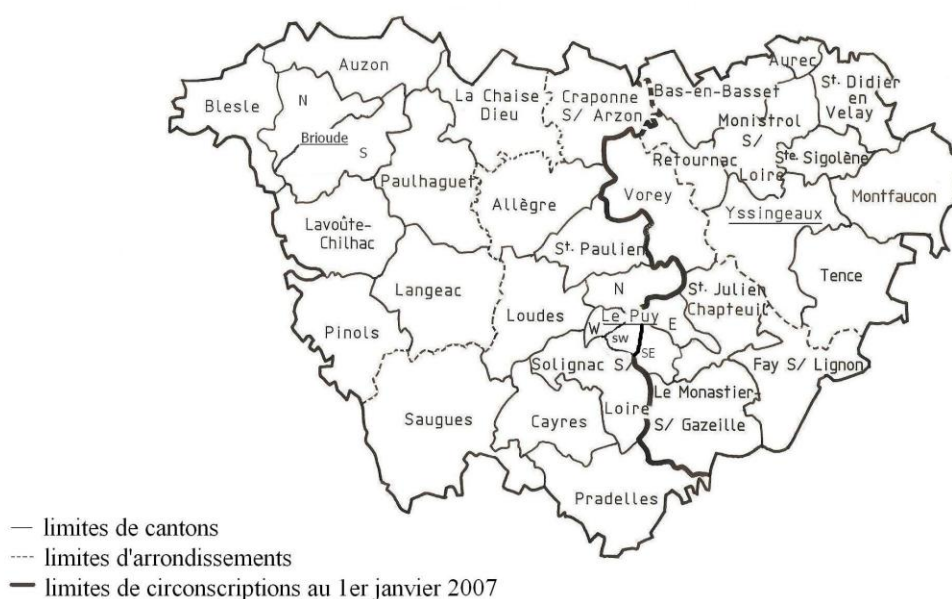 Auzon
Blesle
N
Brioude
S
La Chaise
Dieu
Craponne
S/ Arzon
Bas-en-Basset
Aurec
St. Didier
en
Velay
Monistrol
S/
Loire
Retournac
Ste. Sigolène
Montfaucon
Yssingeaux
Vorey
Paulhaguet
Allègre
Lavoûte-
Chilhac
St. Paulien
Tence
Langeac
Loudes
N
St. Julien
Chapteuil
Pinols
Le Puy
W
SW
E
SE
Solignac S/
Loire
Fay S/ Lignon
Le Monastier
S/ Gazeille
Saugues
Cayres
Pradelles
limites de cantons
limites d'arrondissements
limites de circonscriptions au 1er janvier 2007